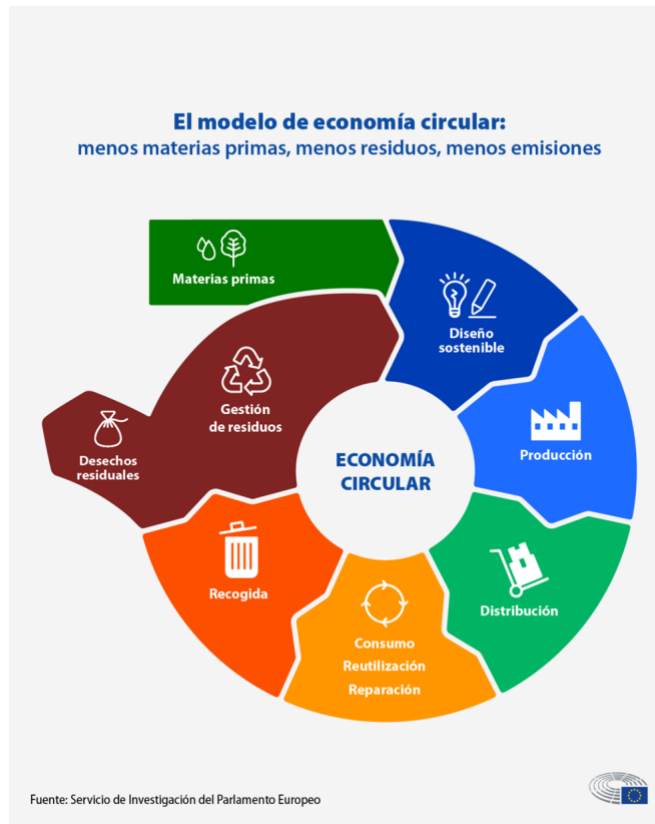 El modelo de economía circular:
menos materias primas, menos residuos, menos emisiones
Materias primas
Diseño
sostenible
Producción
Distribución
Consumo
Reutilización
Reparación
Recogida
Gestión
de residuos
Desechos
residuales
ECONOMÍA
CIRCULAR
Fuente: Servicio de Investigación del Parlamento Europeo